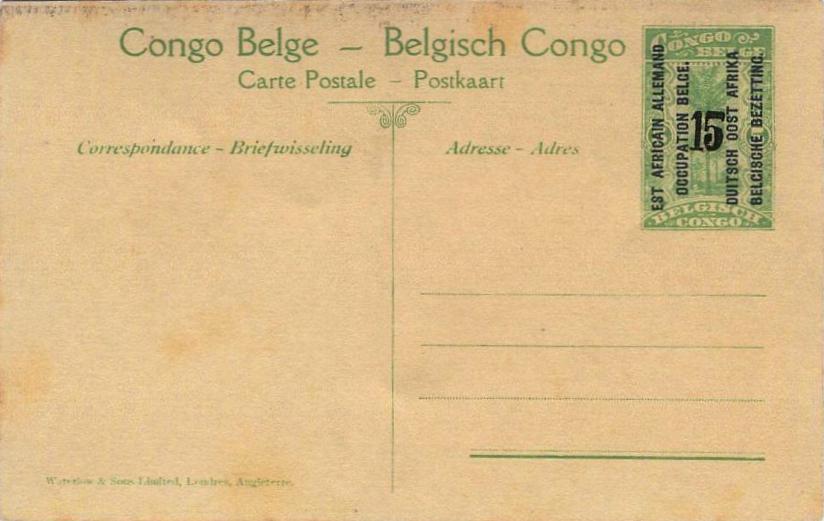 Congo Belge – Belgisch Congo
Carte Postale – Postkaart
Correspondance – Briefwisseling
Adresse – Adres
CONGO
BELGE
EST AFRICAIN ALLEMAND
OCCUPATION BELGE.
15
DUITSCH OOST AFRIKA
BELGISCHE BEZETTING.
BELGISCH
CONGO
Waterlow & Sons Limited, Londres, Angleterre.